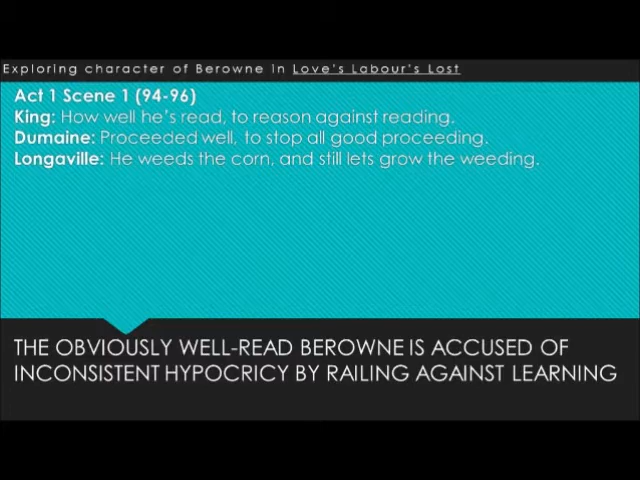 Exploring character of Berowne in Love's Labour's Lost
Act 1 Scene 1 (94-96)
King: How well he's read, to reason against reading.
Dumaine: Proceeded well, to stop all good proceeding.
Longaville: He weeds the corn, and still lets grow the weeding.
THE OBVIOUSLY WELL-READ BEROWNE IS ACCUSED OF
INCONSISTENT HYPOCRICY BY RAILING AGAINST LEARNING